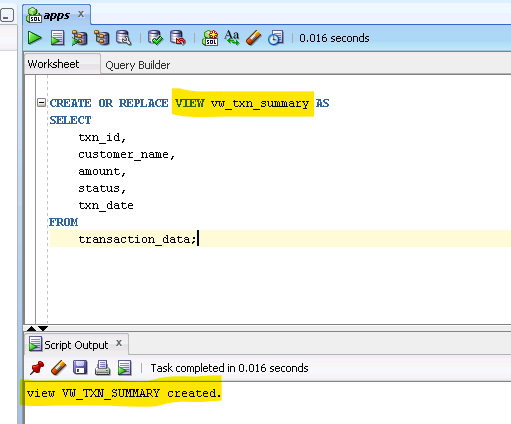 apps x
0.016 seconds
Worksheet Query Builder
CREATE OR REPLACE VIEW vw_txn_summary AS
SELECT
txn_id,
customer_name,
amount,
status,
txn_date
FROM
transaction_data;
Script Output x
Task completed in 0.016 seconds
view VW_TXN_SUMMARY created.